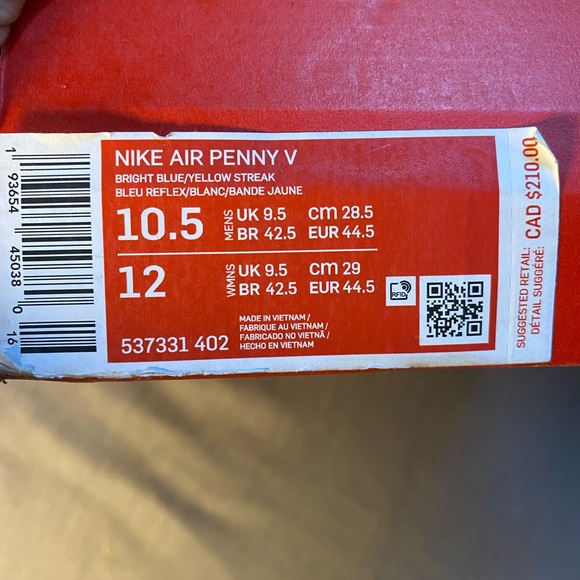 NIKE AIR PENNY V
BRIGHT BLUE/YELLOW STREAK
BLEU REFLEX/BLANC/BANDE JAUNE
10.5 MENS UK 9.5 cm 28.5
BR 42.5 EUR 44.5
12 WMNS UK 9.5 cm 29
BR 42.5 EUR 44.5
RFID
MADE IN VIETNAM /
FABRIQUE AU VIETNAM /
FABRICADO NO VIETNÃ /
HECHO EN VIETNAM
537331 402
1 93654 45038 0 16
SUGGESTED RETAIL:
DÉTAIL SUGGÉRÉ:
CAD $210.00